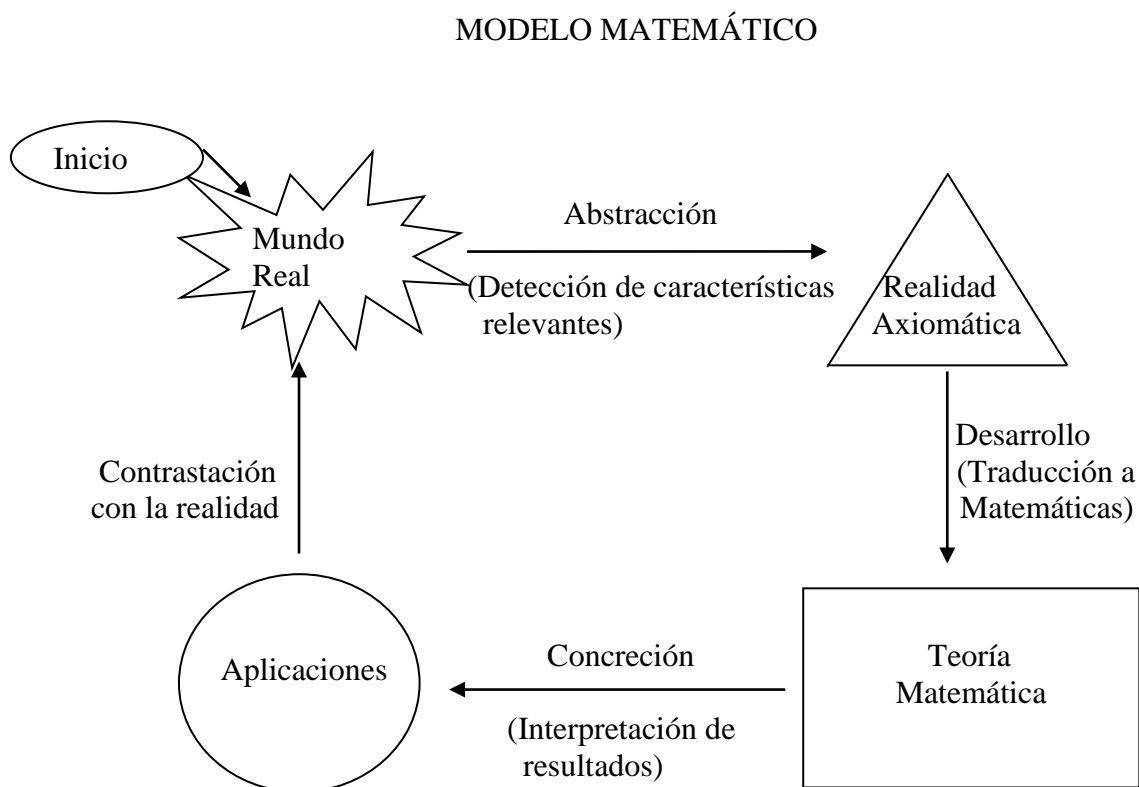 MODELO MATEMÁTICO
Inicio
Mundo
Real
Abstracción
(Detección de características
relevantes)
Realidad
Axiomática
Desarrollo
(Traducción a
Matemáticas)
Contrastación
con la realidad
Aplicaciones
Concreción
(Interpretación de
resultados)
Teoría
Matemática